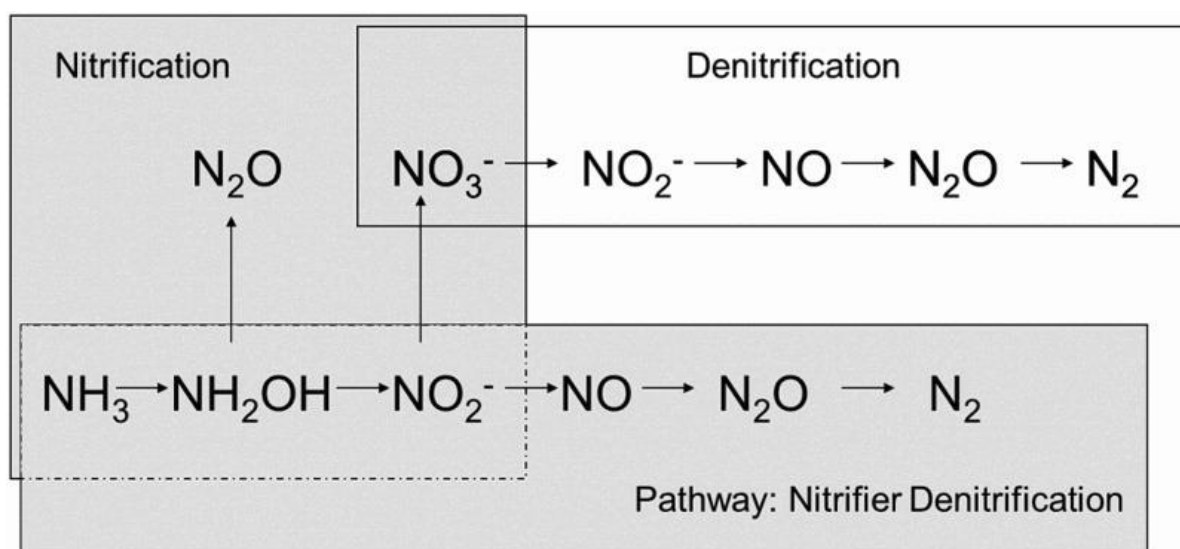 Nitrification
Denitrification
N₂O NO₃⁻ → NO₂⁻ → NO → N₂O → N₂
NH₃ → NH₂OH → NO₂⁻ → NO → N₂O → N₂
Pathway: Nitrifier Denitrification